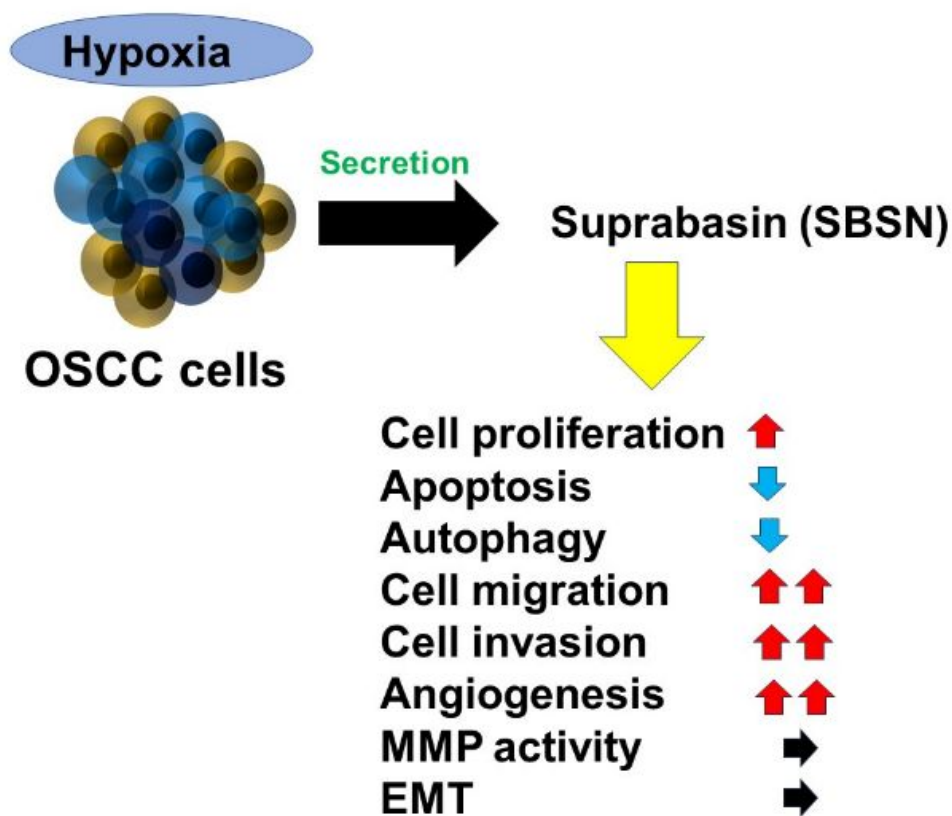 Hypoxia
Secretion
Suprabasin (SBSN)
OSCC cells
Cell proliferation
Apoptosis
Autophagy
Cell migration
Cell invasion
Angiogenesis
MMP activity
EMT